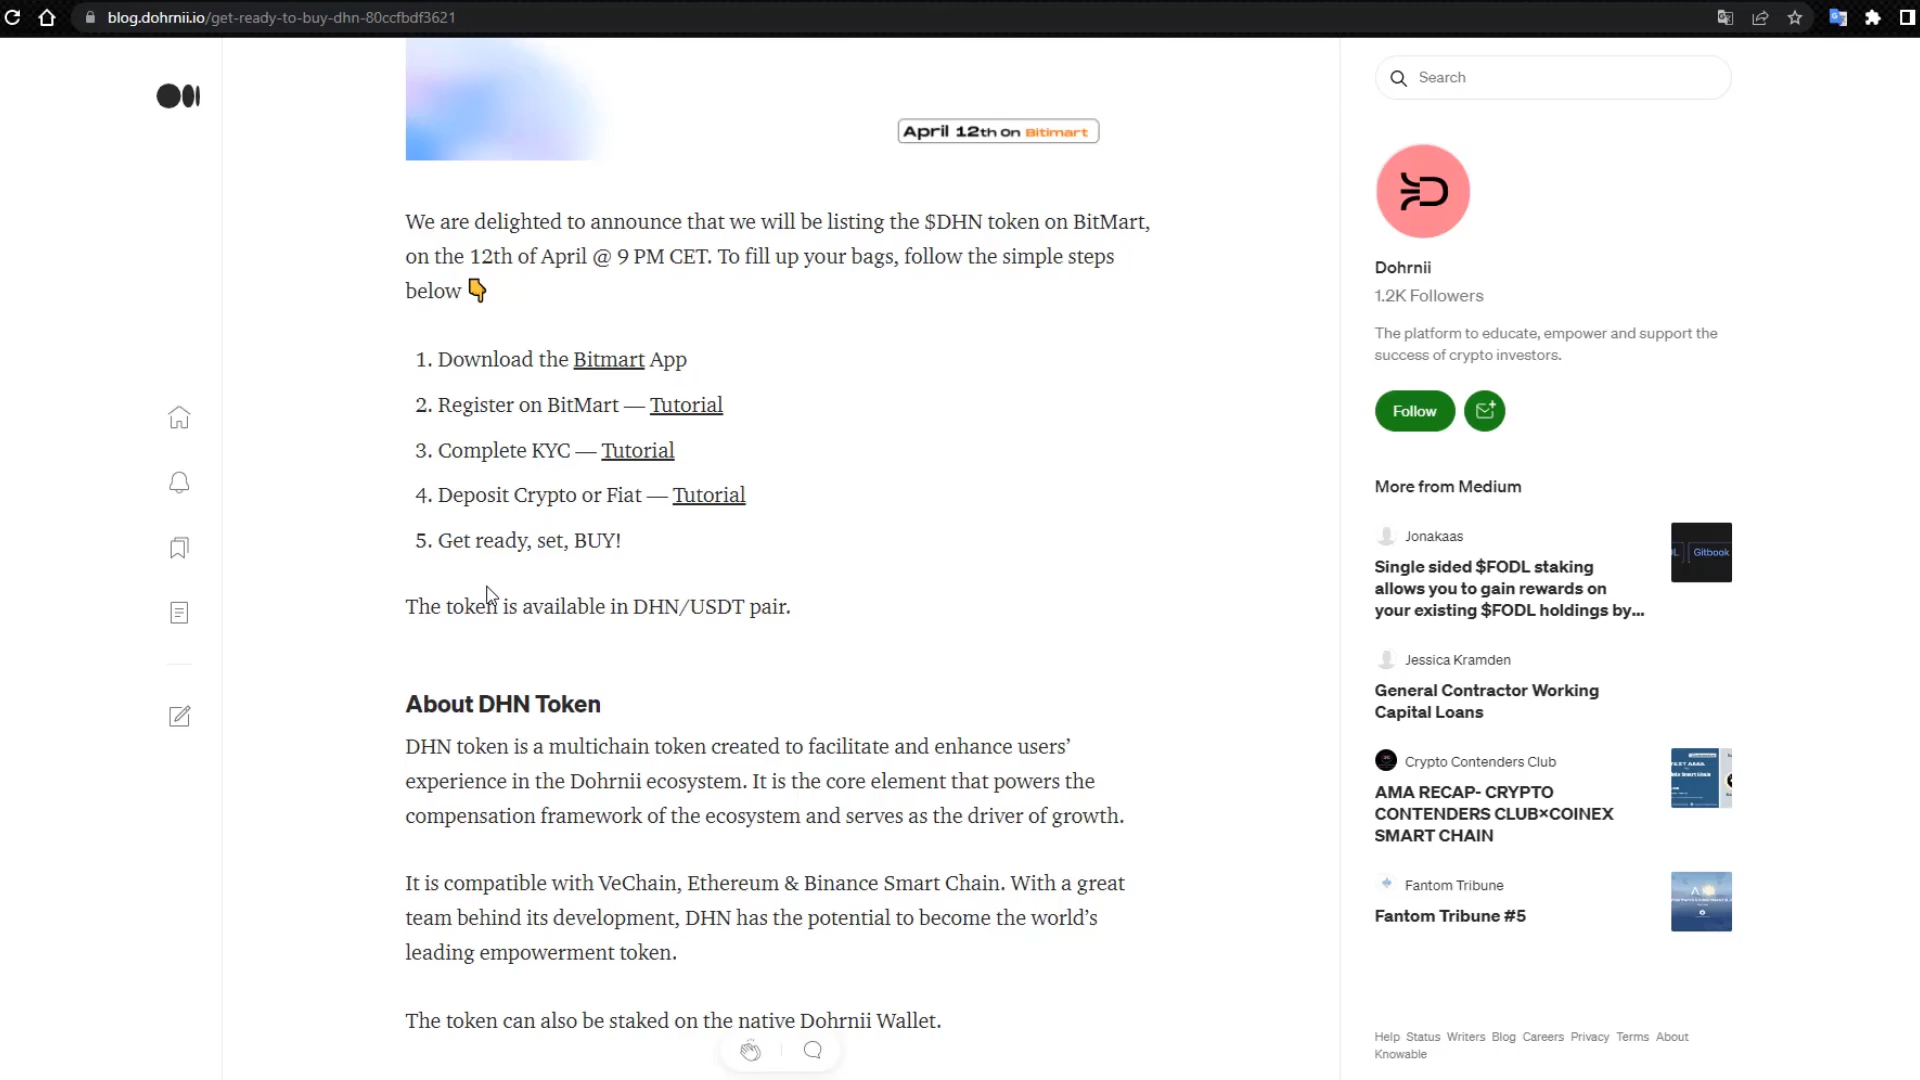 blog.dohrnii.io/get-ready-to-buy-dhn-80ccfbdf3621
April 12th On Bitimart
We are delighted to announce that we will be listing the $DHN token on BitMart,
on the 12th of April @ 9 PM CET. To fill up your bags, follow the simple steps
below 👇
1. Download the Bitmart App
2. Register on BitMart — Tutorial
3. Complete KYC — Tutorial
4. Deposit Crypto or Fiat — Tutorial
5. Get ready, set, BUY!
The token is available in DHN/USDT pair.
About DHN Token
DHN token is a multichain token created to facilitate and enhance users’
experience in the Dohrnii ecosystem. It is the core element that powers the
compensation framework of the ecosystem and serves as the driver of growth.
It is compatible with VeChain, Ethereum & Binance Smart Chain. With a great
team behind its development, DHN has the potential to become the world’s
leading empowerment token.
The token can also be staked on the native Dohrnii Wallet.
Search
Dohrnii
1.2K Followers
The platform to educate, empower and support the
success of crypto investors.
Follow
More from Medium
Jonakaas
Single sided $FODL staking
allows you to gain rewards on
your existing $FODL holdings by...
Gitbook
Jessica Kramden
General Contractor Working
Capital Loans
Crypto Contenders Club
AMA RECAP- CRYPTO
CONTENDERS CLUB×COINEX
SMART CHAIN
Fantom Tribune
Fantom Tribune #5
Help Status Writers Blog Careers Privacy Terms About
Knowable